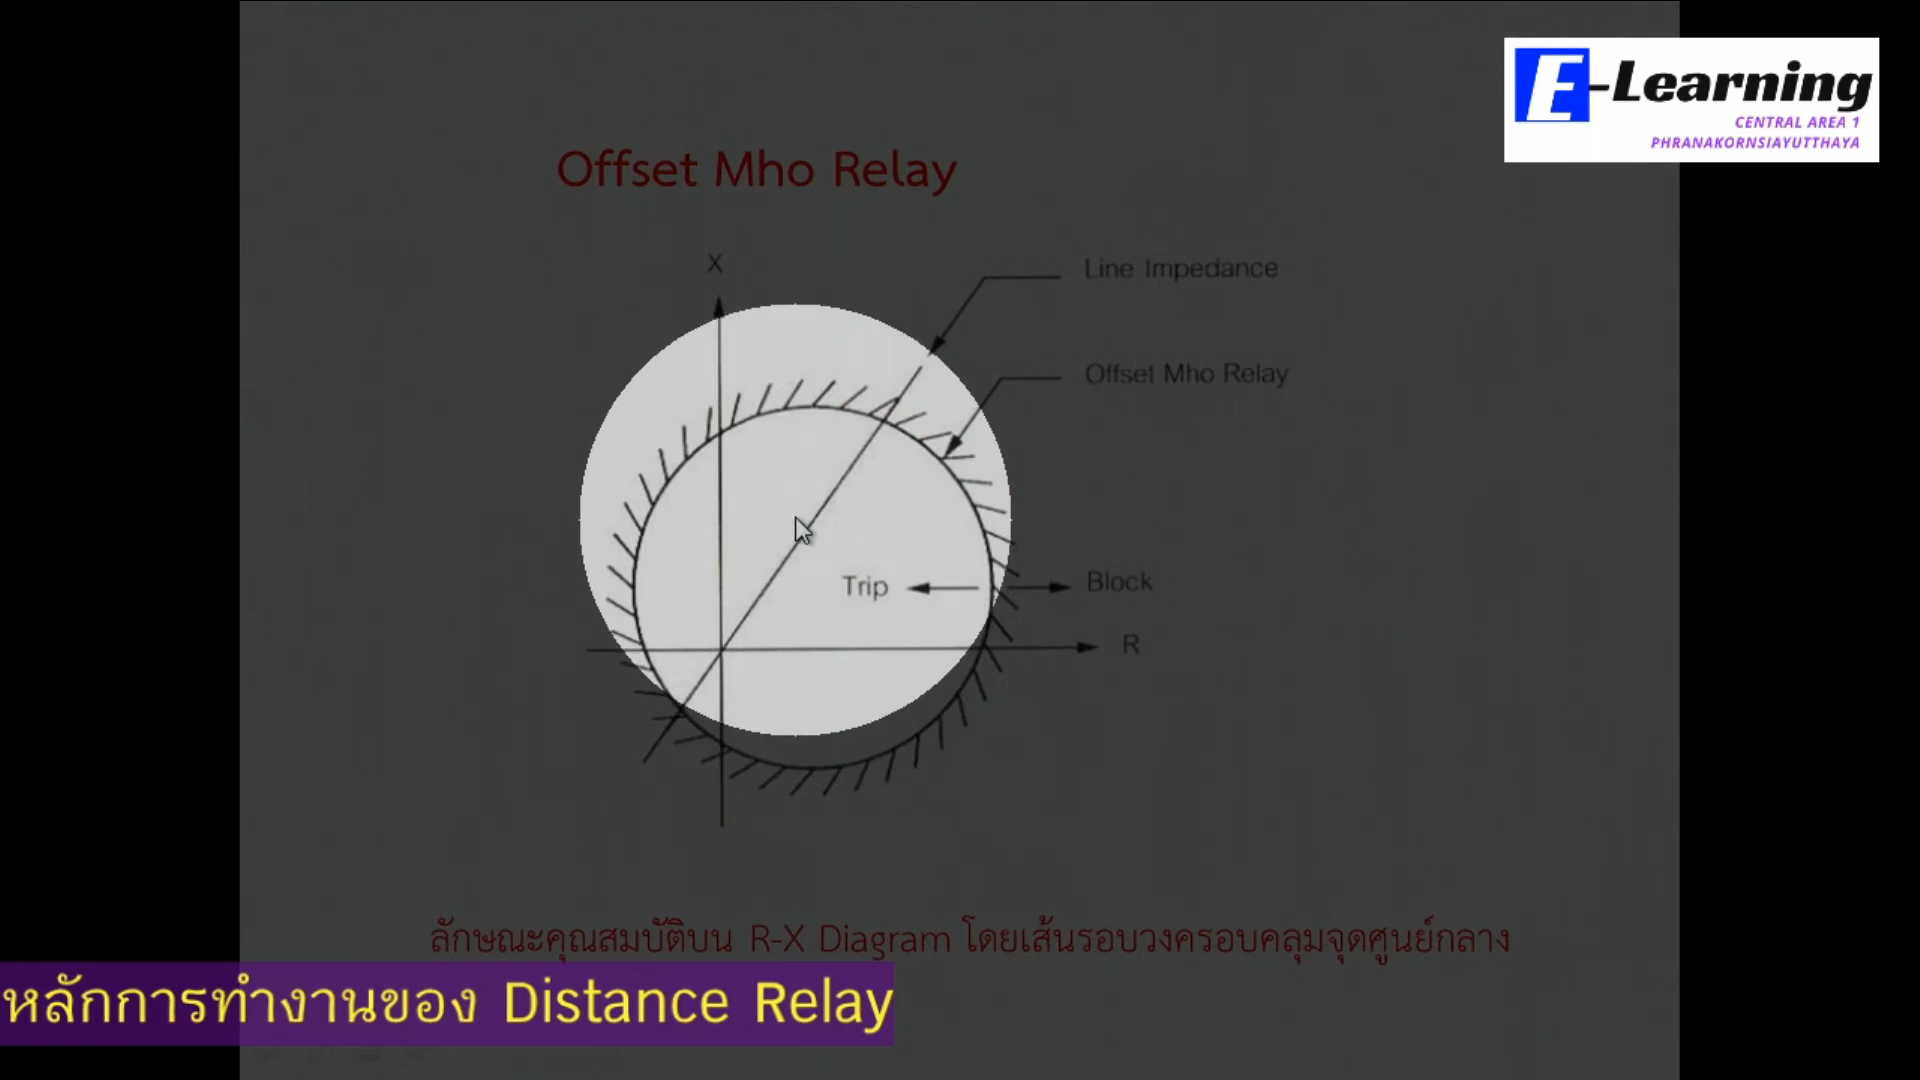 E-Learning
CENTRAL AREA 1
PHRANAKORNSIAYUTTHAYA
Offset Mho Relay
X
Line Impedance
Offset Mho Relay
Trip
Block
R
ลักษณะคุณสมบัติบน R-X Diagram โดยเส้นรอบวงครอบคลุมจุดศูนย์กลาง
หลักการทำงานของ Distance Relay